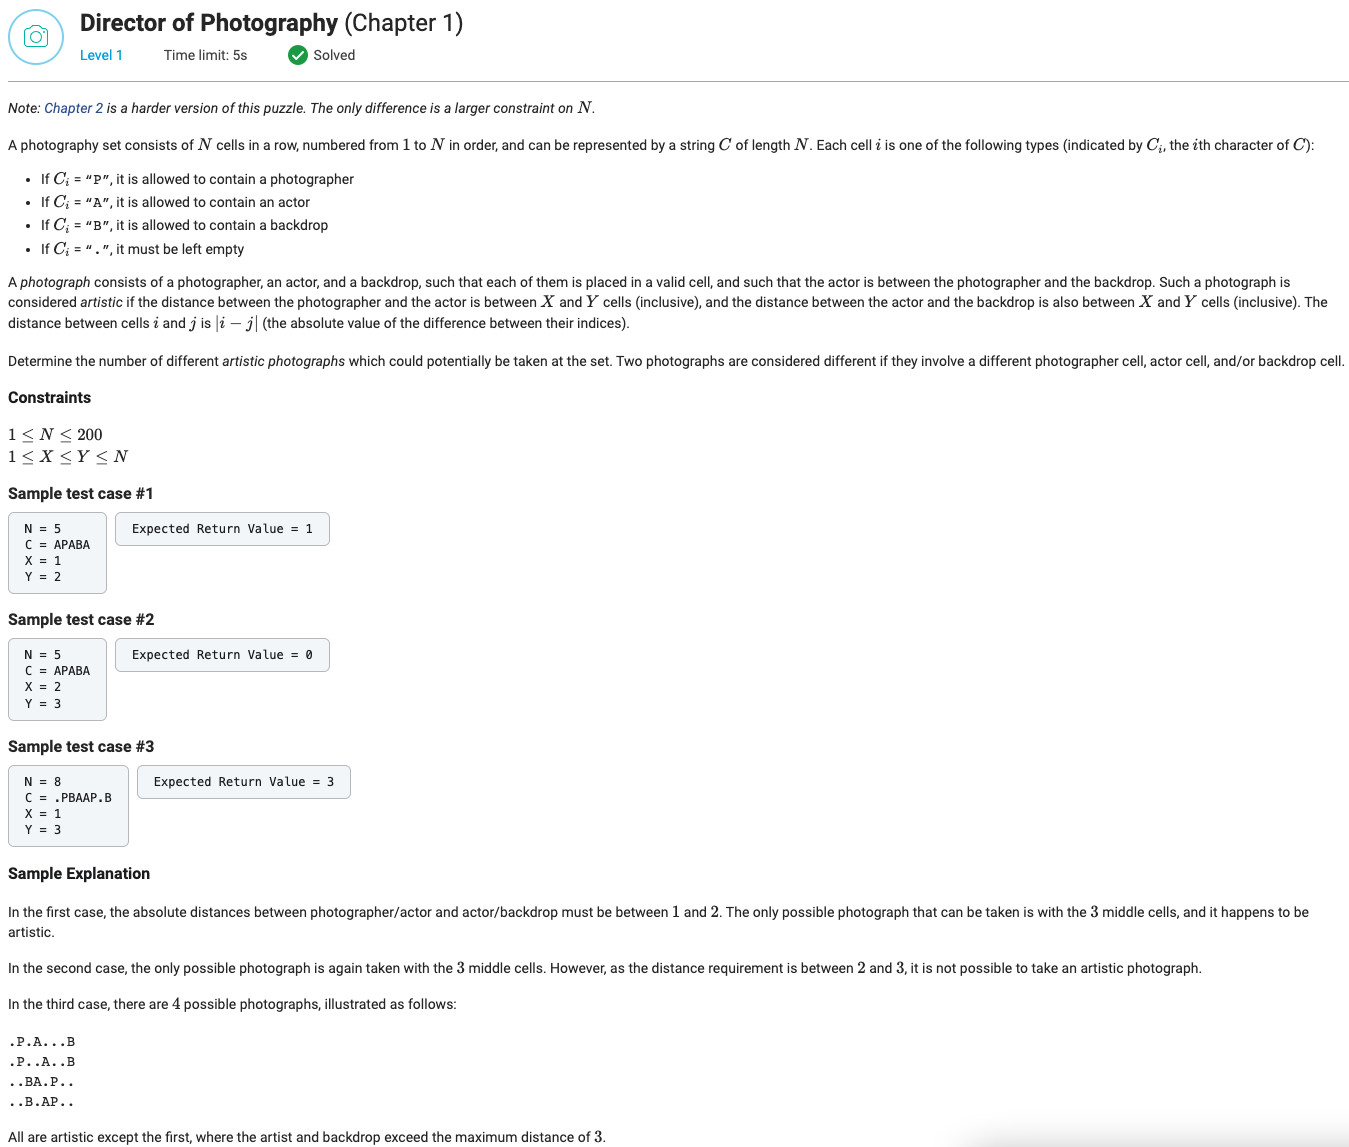 Director of Photography (Chapter 1)
Level 1 Time limit: 5s Solved
Note: Chapter 2 is a harder version of this puzzle. The only difference is a larger constraint on N.
A photography set consists of N cells in a row, numbered from 1 to N in order, and can be represented by a string C of length N. Each cell i is one of the following types (indicated by Cᵢ, the ith character of C):
• If Cᵢ = “P”, it is allowed to contain a photographer
• If Cᵢ = “A”, it is allowed to contain an actor
• If Cᵢ = “B”, it is allowed to contain a backdrop
• If Cᵢ = “.”, it must be left empty
A photograph consists of a photographer, an actor, and a backdrop, such that each of them is placed in a valid cell, and such that the actor is between the photographer and the backdrop. Such a photograph is
considered artistic if the distance between the photographer and the actor is between X and Y cells (inclusive), and the distance between the actor and the backdrop is also between X and Y cells (inclusive). The
distance between cells i and j is |i − j| (the absolute value of the difference between their indices).
Determine the number of different artistic photographs which could potentially be taken at the set. Two photographs are considered different if they involve a different photographer cell, actor cell, and/or backdrop cell.
Constraints
1 ≤ N ≤ 200
1 ≤ X ≤ Y ≤ N
Sample test case #1
N = 5 Expected Return Value = 1
C = APABA
X = 1
Y = 2
Sample test case #2
N = 5 Expected Return Value = 0
C = APABA
X = 2
Y = 3
Sample test case #3
N = 8 Expected Return Value = 3
C = .PBAAP.B
X = 1
Y = 3
Sample Explanation
In the first case, the absolute distances between photographer/actor and actor/backdrop must be between 1 and 2. The only possible photograph that can be taken is with the 3 middle cells, and it happens to be
artistic.
In the second case, the only possible photograph is again taken with the 3 middle cells. However, as the distance requirement is between 2 and 3, it is not possible to take an artistic photograph.
In the third case, there are 4 possible photographs, illustrated as follows:
.P.A...B
.P..A..B
..BA.P..
..B.AP..
All are artistic except the first, where the artist and backdrop exceed the maximum distance of 3.